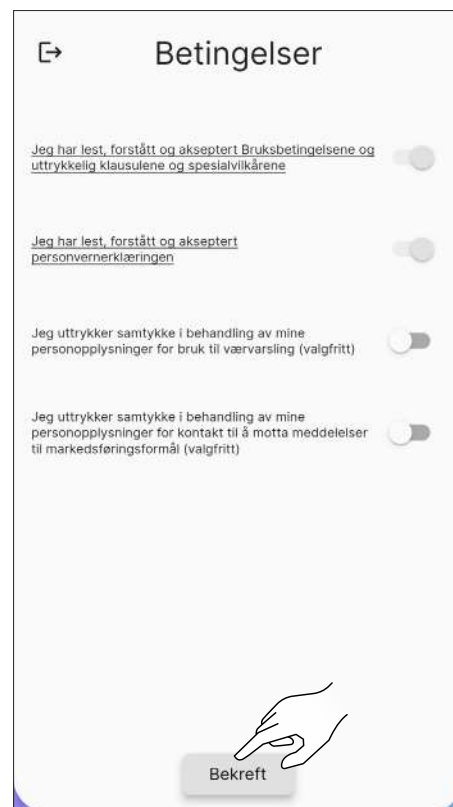 Betingelser
Jeg har lest, forstått og akseptert Bruksbetingelsene og
uttrykkelig klausulene og spesialvilkårene
Jeg har lest, forstått og akseptert
personvernerklæringen
Jeg uttrykker samtykke i behandling av mine
personopplysninger for bruk til værvarsling (valgfritt)
Jeg uttrykker samtykke i behandling av mine
personopplysninger for kontakt til å motta meddelelser
til markedsføringsformål (valgfritt)
Bekreft